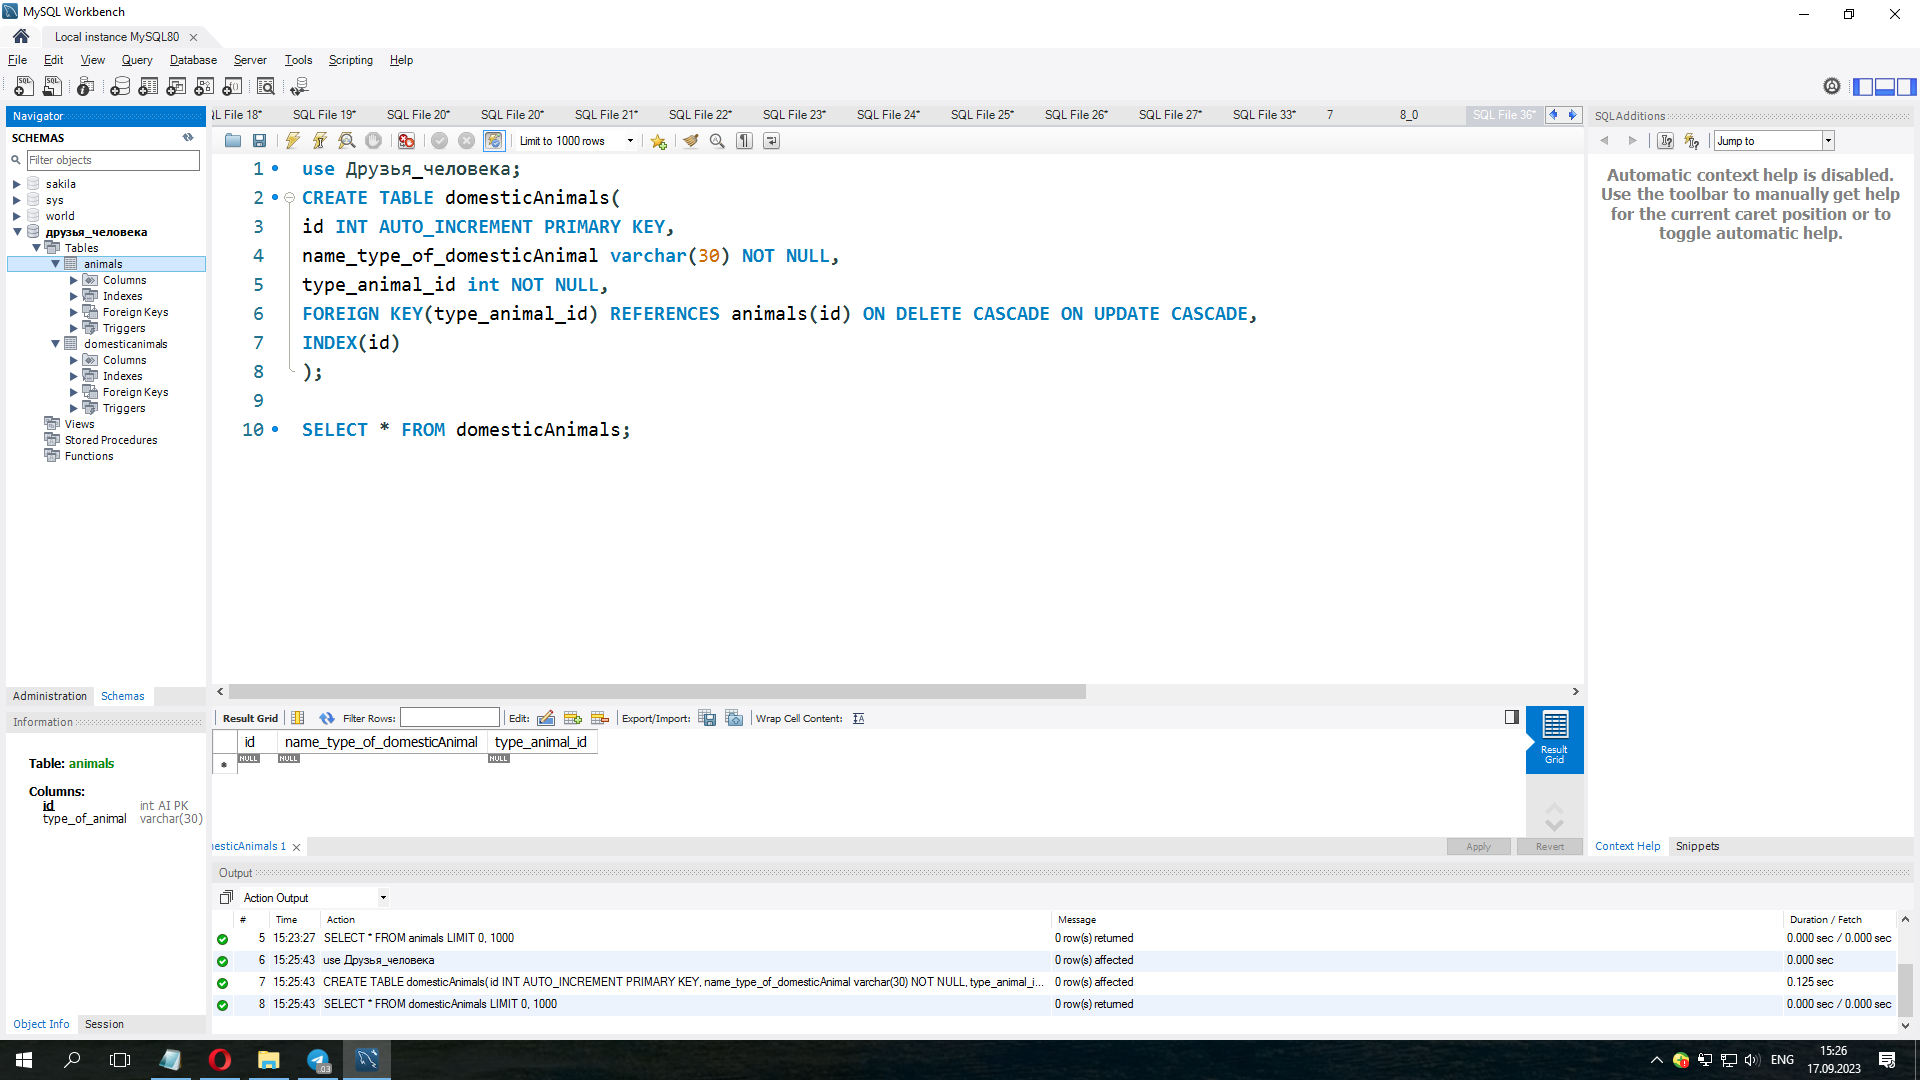 MySQL Workbench
Local instance MySQL80
File Edit View Query Database Server Tools Scripting Help
Navigator
SCHEMAS
Filter objects
sakila
sys
world
друзья_человека
Tables
animals
Columns
Indexes
Foreign Keys
Triggers
domesticanimals
Columns
Indexes
Foreign Keys
Triggers
Views
Stored Procedures
Functions
Administration Schemas
Information
Table: animals
Columns:
id int AI PK
type_of_animal varchar(30)
Object Info Session
QL File 18* SQL File 19* SQL File 20* SQL File 20* SQL File 21* SQL File 22* SQL File 23* SQL File 24* SQL File 25* SQL File 26* SQL File 27* SQL File 33* 7 8_0 SQL File 36*
Limit to 1000 rows
1 use Друзья_человека;
2 CREATE TABLE domesticAnimals(
3 id INT AUTO_INCREMENT PRIMARY KEY,
4 name_type_of_domesticAnimal varchar(30) NOT NULL,
5 type_animal_id int NOT NULL,
6 FOREIGN KEY(type_animal_id) REFERENCES animals(id) ON DELETE CASCADE ON UPDATE CASCADE,
7 INDEX(id)
8 );
9
10 SELECT * FROM domesticAnimals;
Result Grid Filter Rows: Edit: Export/Import: Wrap Cell Content:
id name_type_of_domesticAnimal type_animal_id
* NULL NULL NULL
Result
Grid
esticAnimals 1
Apply Revert
Output
Action Output
# Time Action Message Duration / Fetch
5 15:23:27 SELECT * FROM animals LIMIT 0, 1000 0 row(s) returned 0.000 sec / 0.000 sec
6 15:25:43 use Друзья_человека 0 row(s) affected 0.000 sec
7 15:25:43 CREATE TABLE domesticAnimals( id INT AUTO_INCREMENT PRIMARY KEY, name_type_of_domesticAnimal varchar(30) NOT NULL, type_animal_i... 0 row(s) affected 0.125 sec
8 15:25:43 SELECT * FROM domesticAnimals LIMIT 0, 1000 0 row(s) returned 0.000 sec / 0.000 sec
SQLAdditions
Jump to
Automatic context help is disabled.
Use the toolbar to manually get help
for the current caret position or to
toggle automatic help.
Context Help Snippets
.03
ENG
15:26
17.09.2023